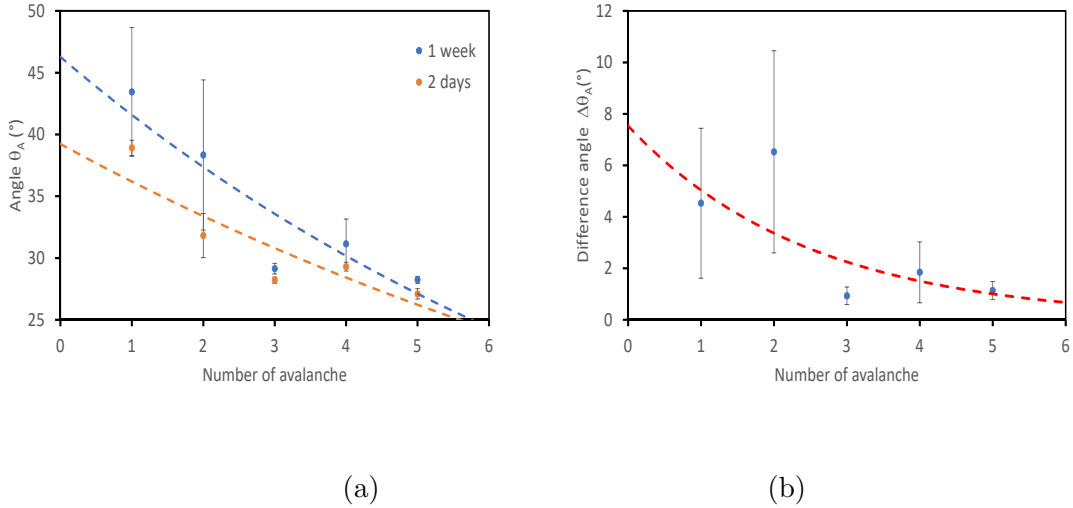 50
45
40
35
30
25
Angle θA (°)
1 week
2 days
0 1 2 3 4 5 6
Number of avalanche
(a)
12
10
8
6
4
2
0
Difference angle ΔθA(°)
0 1 2 3 4 5 6
Number of avalanche
(b)